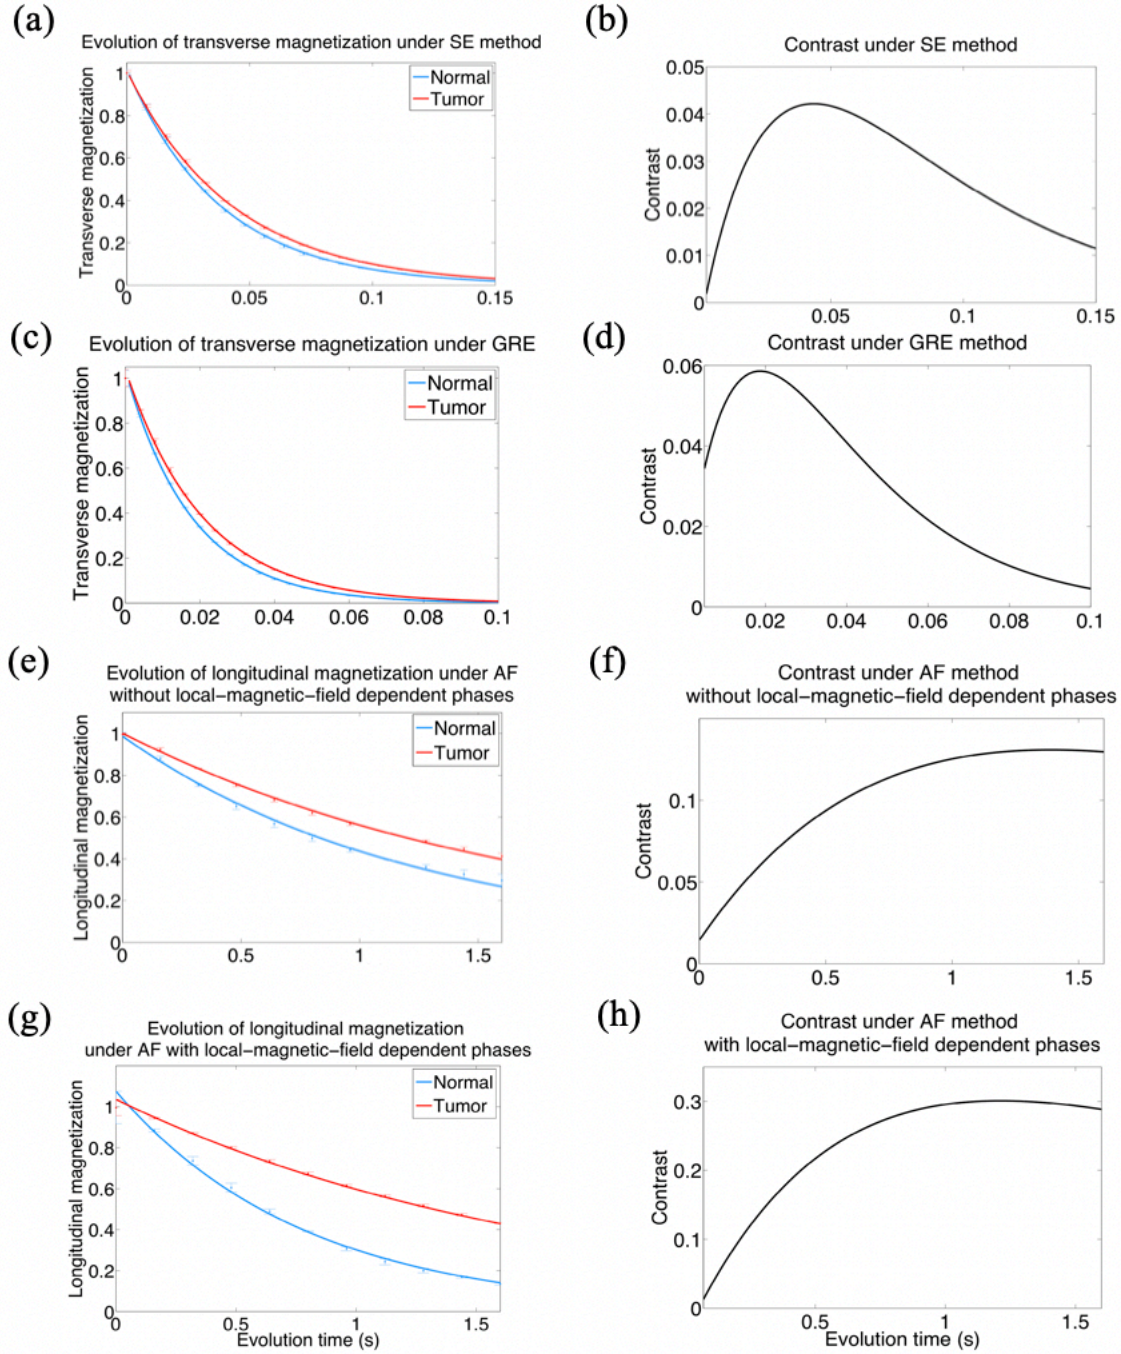 (a)
Evolution of transverse magnetization under SE method
Transverse magnetization
1
0.8
0.6
0.4
0.2
0
Normal
Tumor
0
0.05
0.1
0.15
(b)
Contrast under SE method
Contrast
0.05
0.04
0.03
0.02
0.01
0
0.05
0.1
0.15
(c)
Evolution of transverse magnetization under GRE
Transverse magnetization
1
0.8
0.6
0.4
0.2
0
Normal
Tumor
0
0.02
0.04
0.06
0.08
0.1
(d)
Contrast under GRE method
Contrast
0.06
0.04
0.02
0
0.02
0.04
0.06
0.08
0.1
(e)
Evolution of longitudinal magnetization under AF
without local−magnetic−field dependent phases
Longitudinal magnetization
1
0.8
0.6
0.4
0.2
0
Normal
Tumor
0
0.5
1
1.5
(f)
Contrast under AF method
without local−magnetic−field dependent phases
Contrast
0.1
0.05
0
0
0.5
1
1.5
(g)
Evolution of longitudinal magnetization
under AF with local−magnetic−field dependent phases
Longitudinal magnetization
1
0.8
0.6
0.4
0.2
0
Normal
Tumor
0
0.5
1
1.5
Evolution time (s)
(h)
Contrast under AF method
with local−magnetic−field dependent phases
Contrast
0.3
0.2
0.1
0
0.5
1
1.5
Evolution time (s)